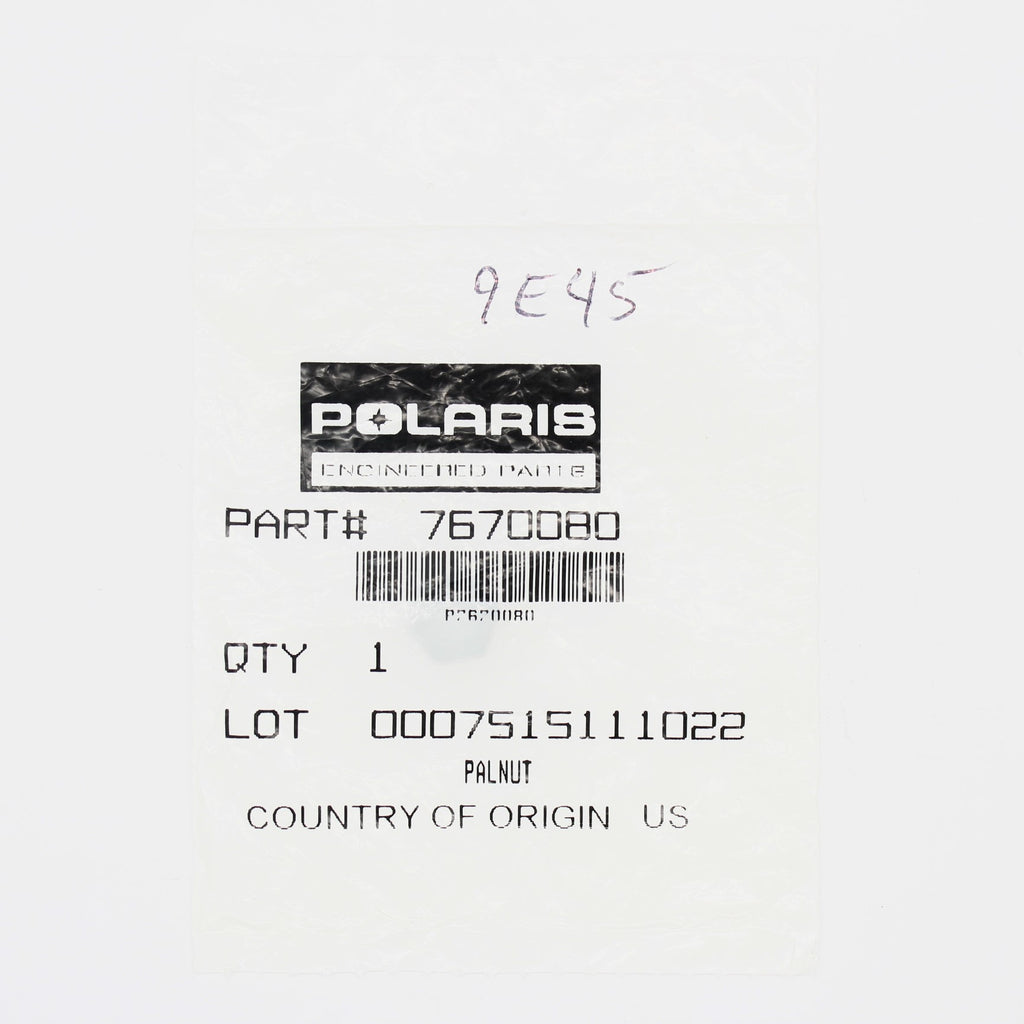 9E45
POLARIS
ENGINEERED PARTS
PART# 7670080
P7670080
QTY 1
LOT 0007515111022
PALNUT
COUNTRY OF ORIGIN US